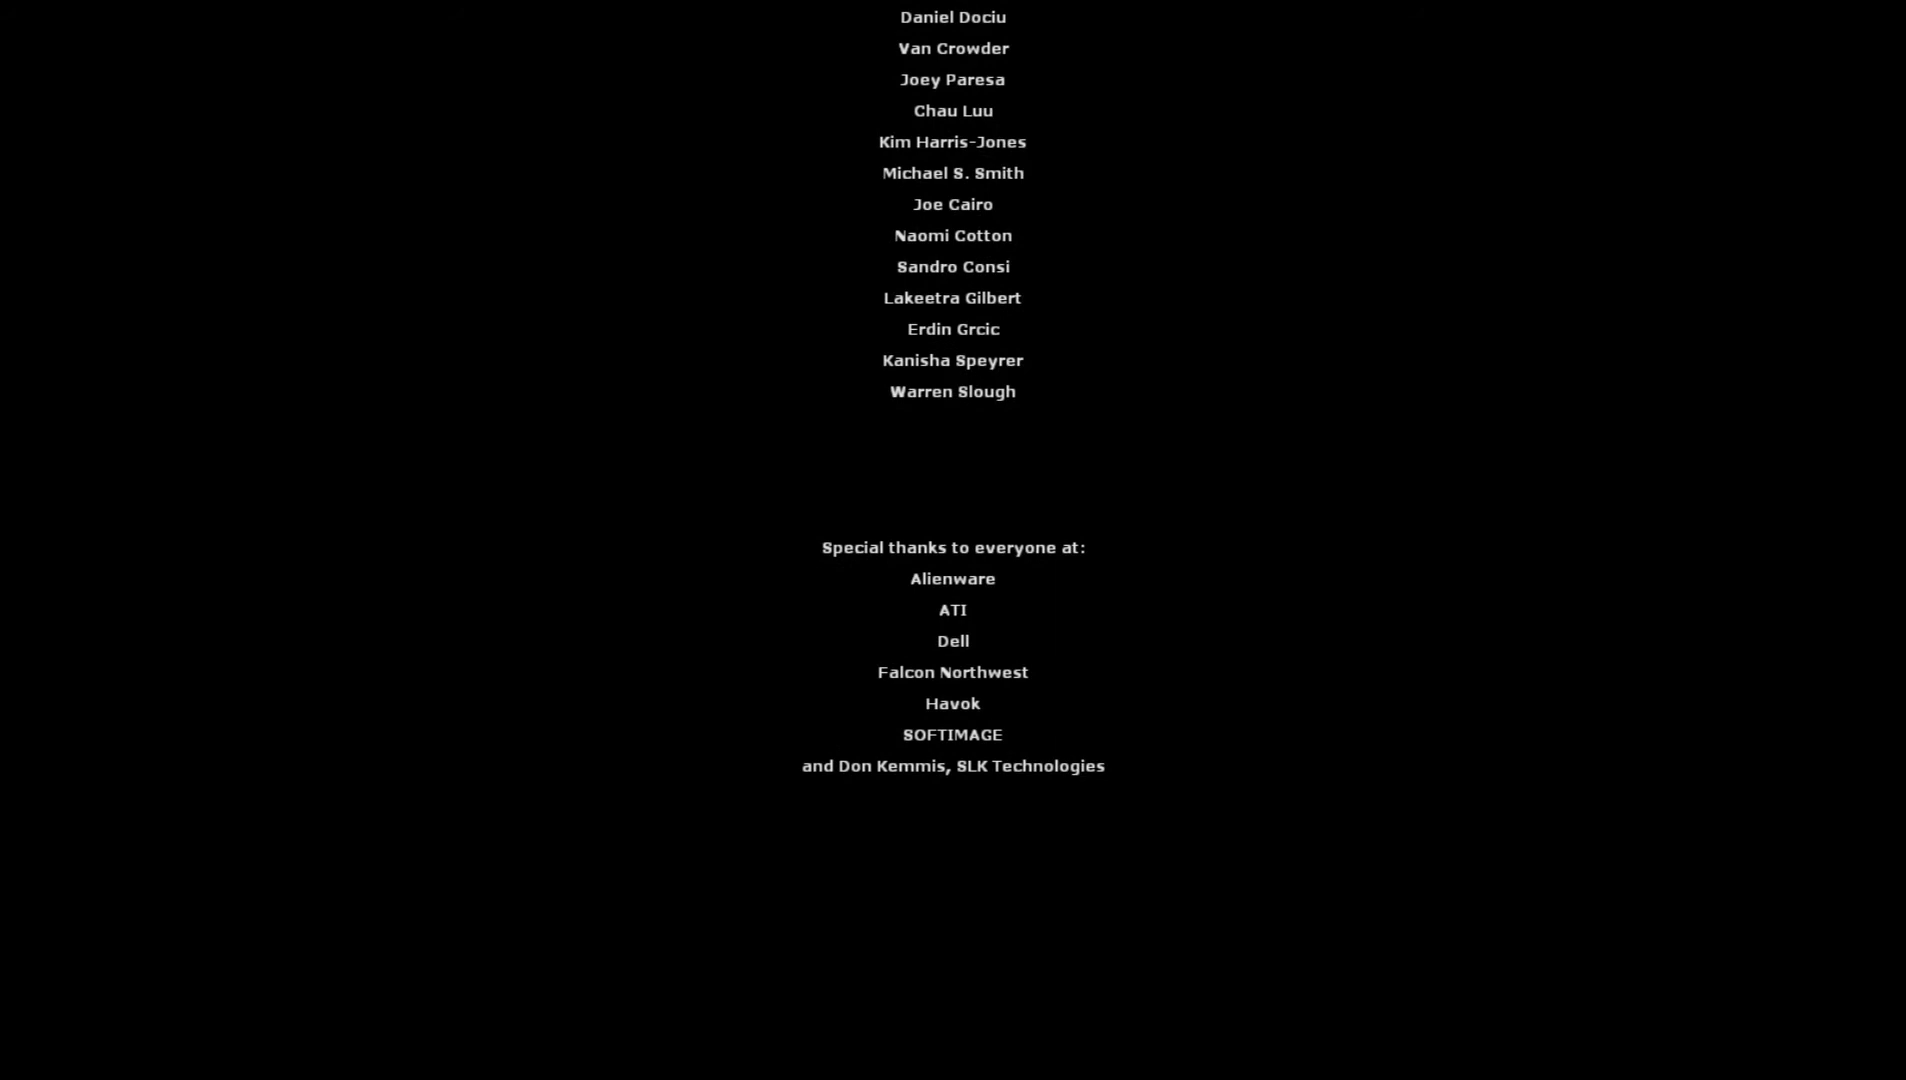 Daniel Dociu
Van Crowder
Joey Paresa
Chau Luu
Kim Harris-Jones
Michael S. Smith
Joe Cairo
Naomi Cotton
Sandro Consi
Lakeetra Gilbert
Erdin Grcic
Kanisha Speyrer
Warren Slough
Special thanks to everyone at:
Alienware
ATI
Dell
Falcon Northwest
Havok
SOFTIMAGE
and Don Kemmis, SLK Technologies